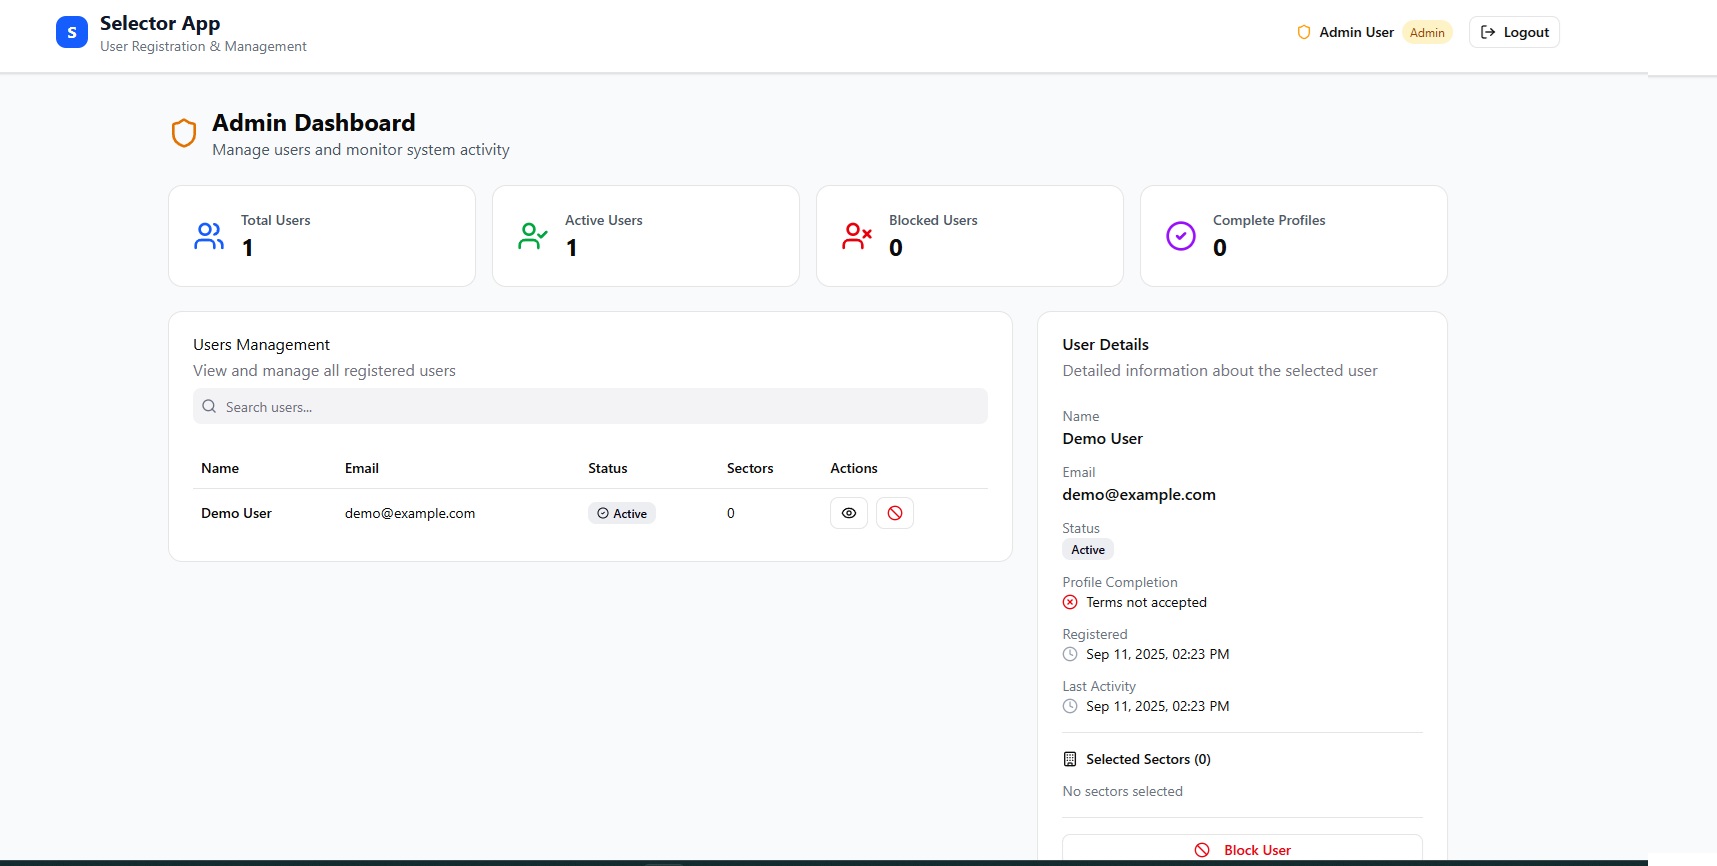 S
Selector App
User Registration & Management
Admin User
Admin
Logout
Admin Dashboard
Manage users and monitor system activity
Total Users
1
Active Users
1
Blocked Users
0
Complete Profiles
0
Users Management
View and manage all registered users
Search users...
Name Email Status Sectors Actions
Demo User demo@example.com Active 0
User Details
Detailed information about the selected user
Name
Demo User
Email
demo@example.com
Status
Active
Profile Completion
Terms not accepted
Registered
Sep 11, 2025, 02:23 PM
Last Activity
Sep 11, 2025, 02:23 PM
Selected Sectors (0)
No sectors selected
Block User